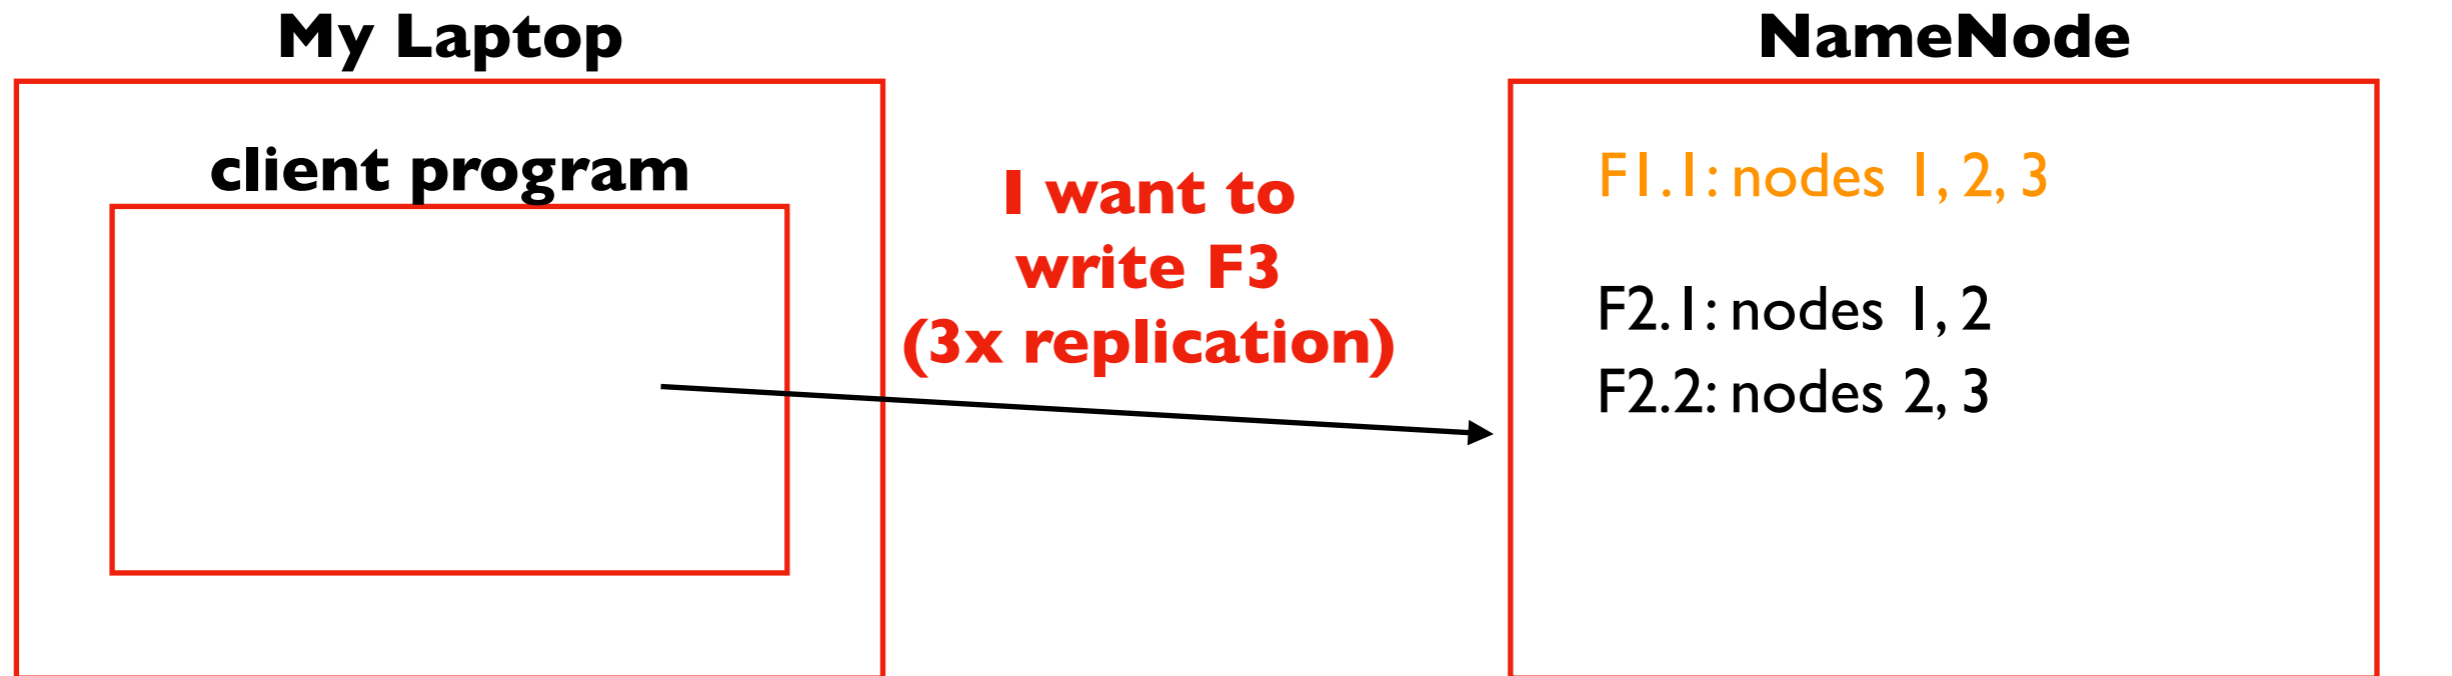 My Laptop
NameNode
client program
I want to
write F3
(3x replication)
F1.1: nodes 1, 2, 3
F2.1: nodes 1, 2
F2.2: nodes 2, 3